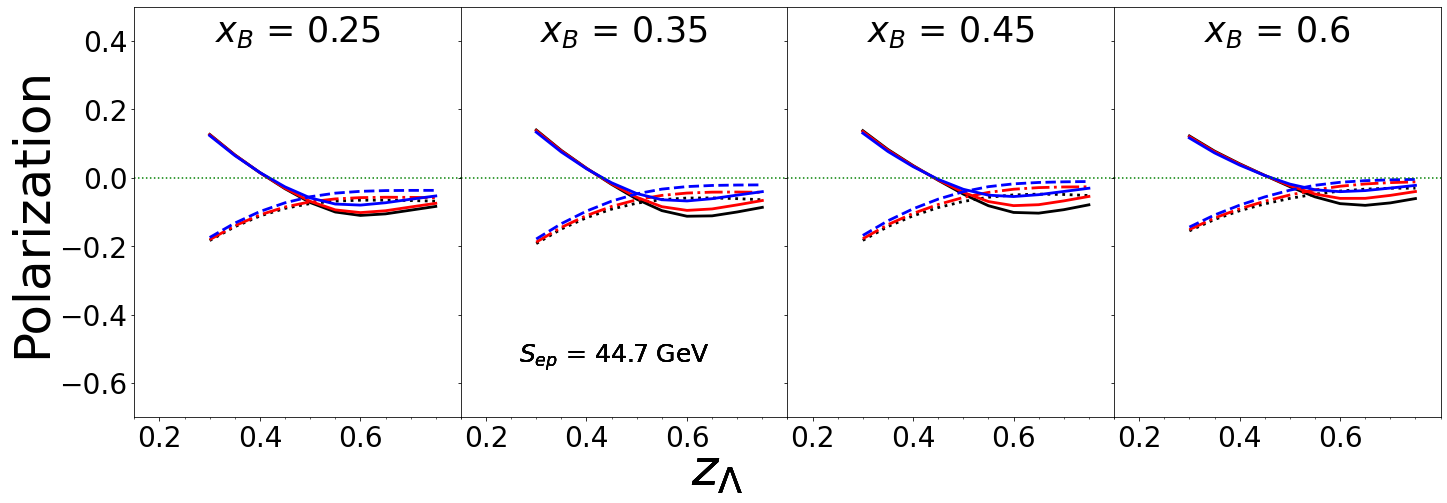 x_B = 0.25
x_B = 0.35
x_B = 0.45
x_B = 0.6
Polarization
0.4
0.2
0.0
−0.2
−0.4
−0.6
S_ep = 44.7 GeV
0.2 0.4 0.6
0.2 0.4 0.6
0.2 0.4 0.6
0.2 0.4 0.6
z_Λ